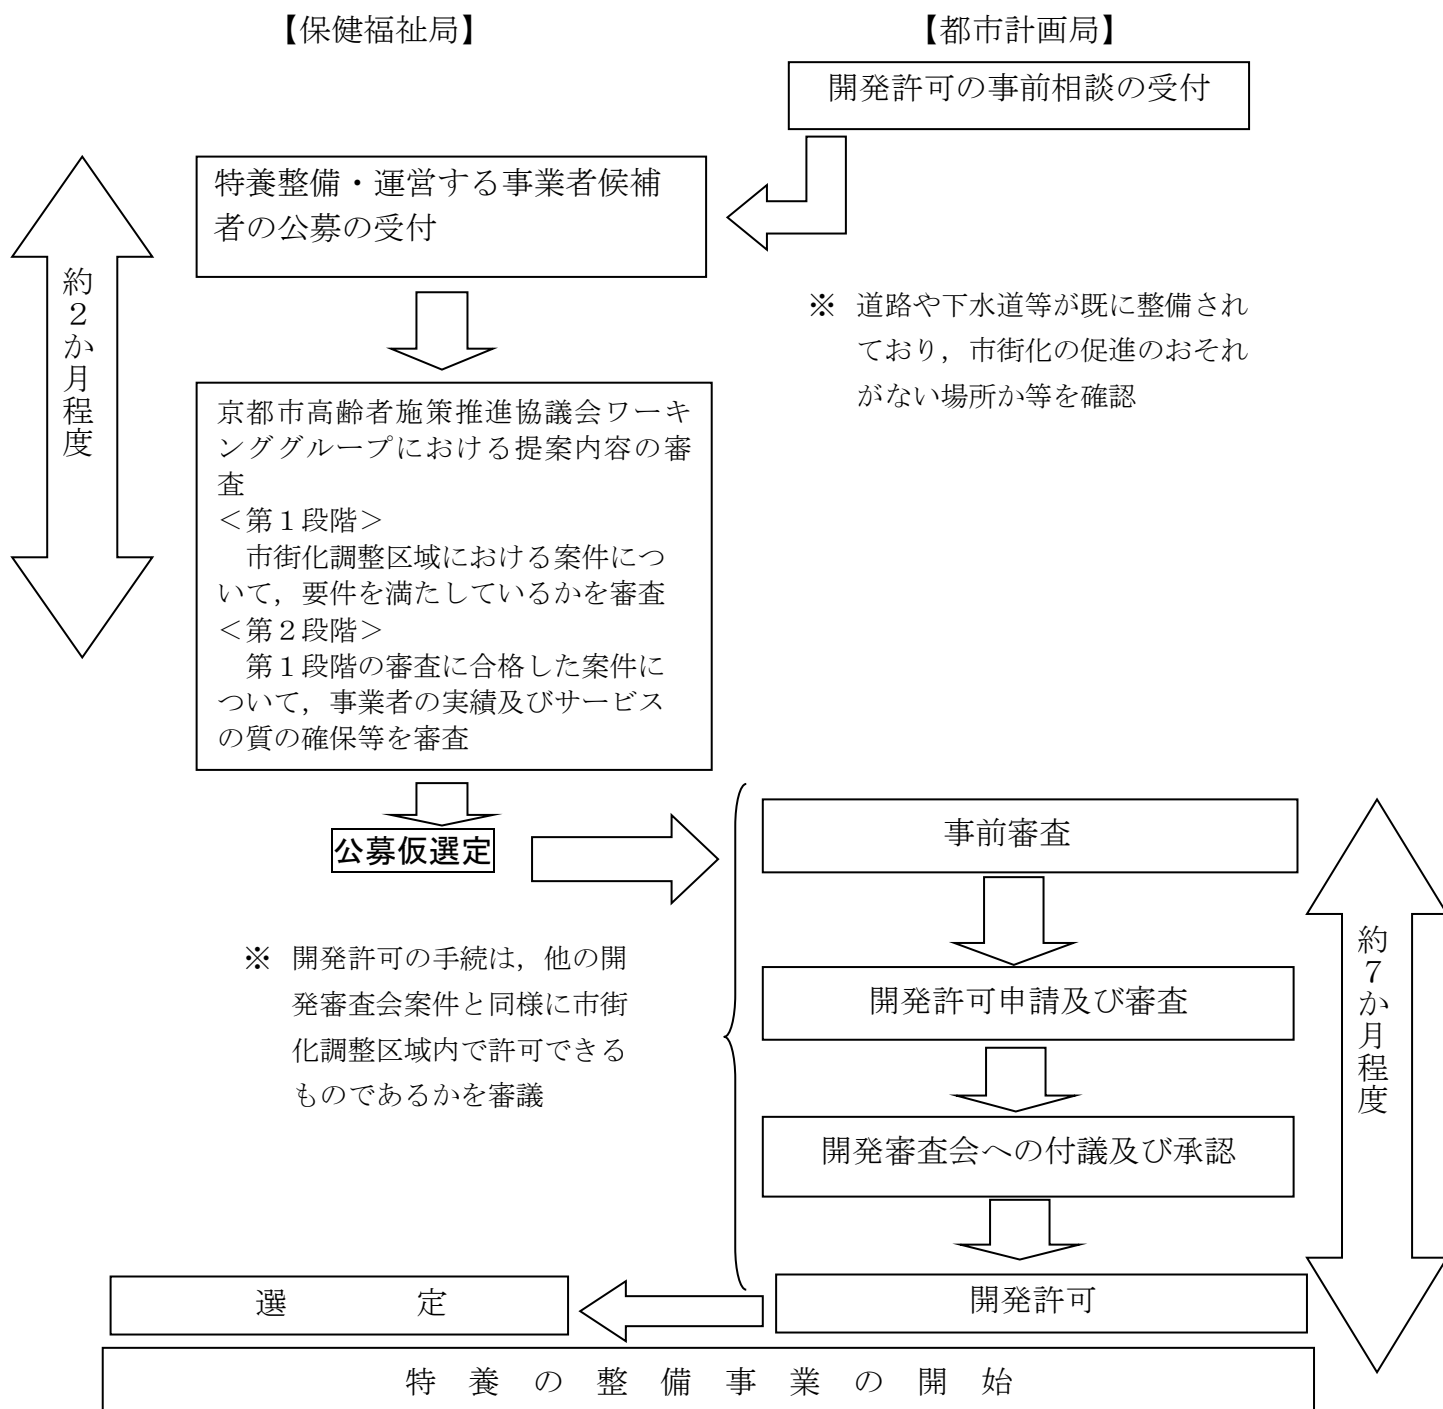 【保健福祉局】
【都市計画局】
開発許可の事前相談の受付
特養整備・運営する事業者候補
者の公募の受付
約2か月程度
※ 道路や下水道等が既に整備され
ており，市街化の促進のおそれ
がない場所か等を確認
京都市高齢者施策推進協議会ワーキ
ンググループにおける提案内容の審
査
＜第１段階＞
市街化調整区域における案件につ
いて，要件を満たしているかを審査
＜第２段階＞
第１段階の審査に合格した案件に
ついて，事業者の実績及びサービス
の質の確保等を審査
公募仮選定
事前審査
※ 開発許可の手続は，他の開
発審査会案件と同様に市街
化調整区域内で許可できる
ものであるかを審議
開発許可申請及び審査
約７か月程度
開発審査会への付議及び承認
開発許可
選 定
特 養 の 整 備 事 業 の 開 始